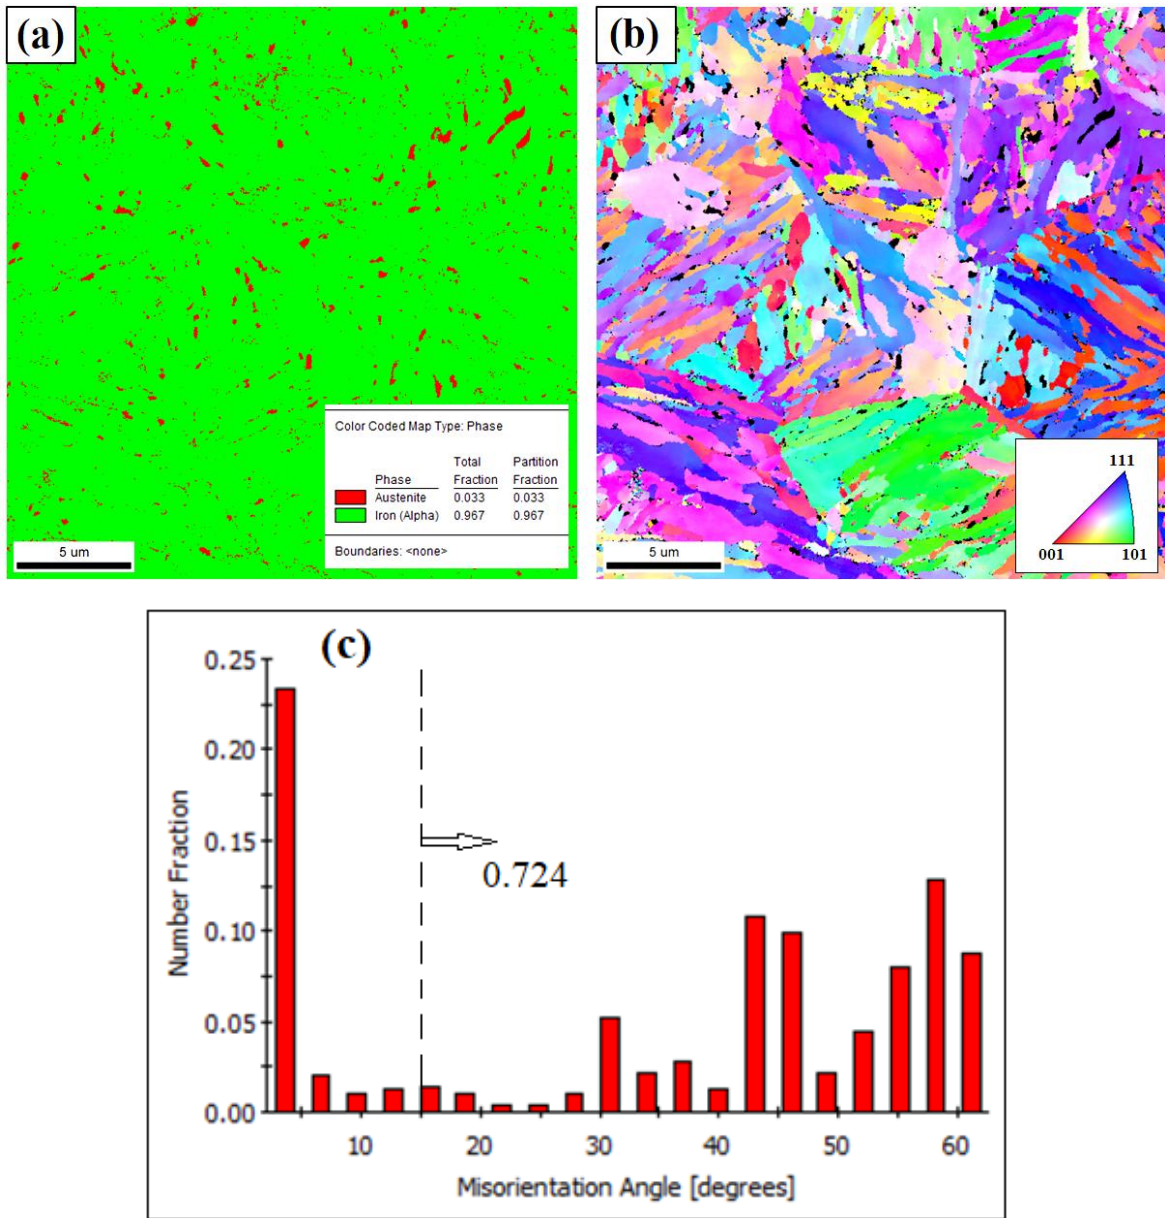 (a)
Color Coded Map Type: Phase
Total Partition
Phase Fraction Fraction
Austenite 0.033 0.033
Iron (Alpha) 0.967 0.967
Boundaries: <none>
5 um
(b)
111
001 101
5 um
(c)
0.25
0.20
0.15
0.10
0.05
0.00
Number Fraction
0.724
10 20 30 40 50 60
Misorientation Angle [degrees]